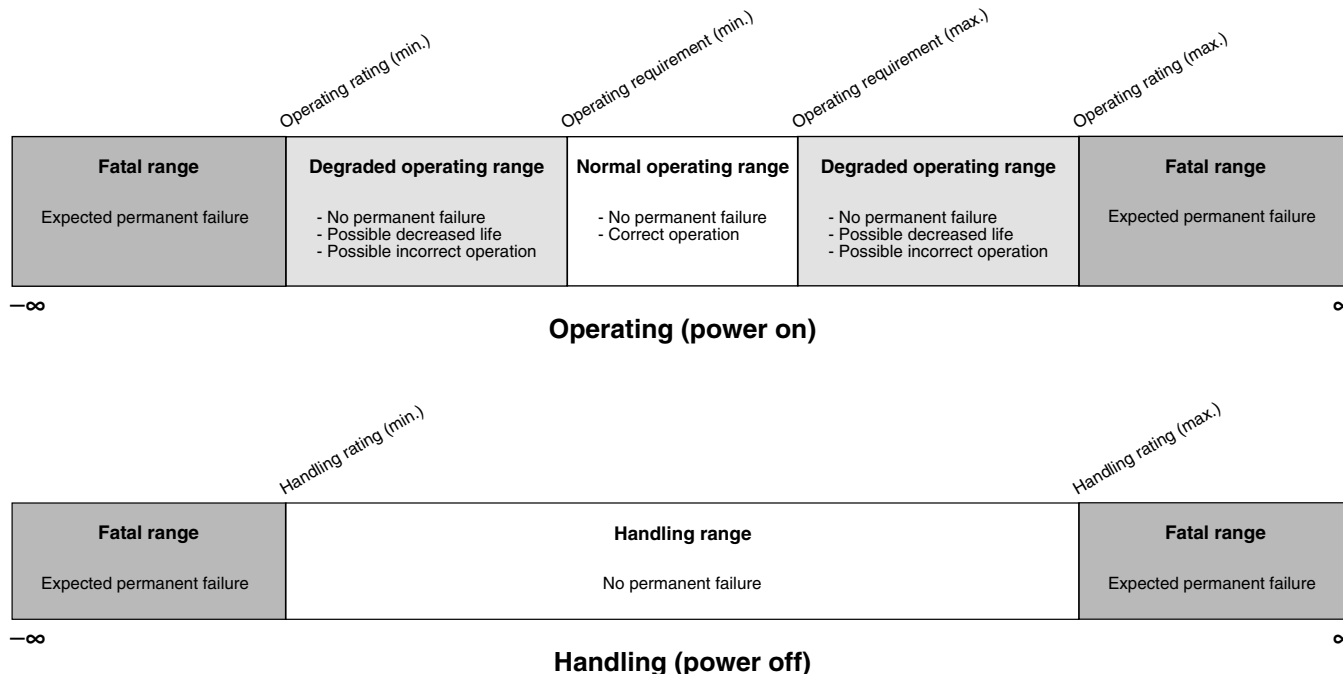 Operating rating (min.)
Operating requirement (min.)
Operating requirement (max.)
Operating rating (max.)
Fatal range
Expected permanent failure
Degraded operating range
- No permanent failure
- Possible decreased life
- Possible incorrect operation
Normal operating range
- No permanent failure
- Correct operation
Degraded operating range
- No permanent failure
- Possible decreased life
- Possible incorrect operation
Fatal range
Expected permanent failure
–∞
∞
Operating (power on)
Handling rating (min.)
Handling rating (max.)
Fatal range
Expected permanent failure
Handling range
No permanent failure
Fatal range
Expected permanent failure
–∞
∞
Handling (power off)